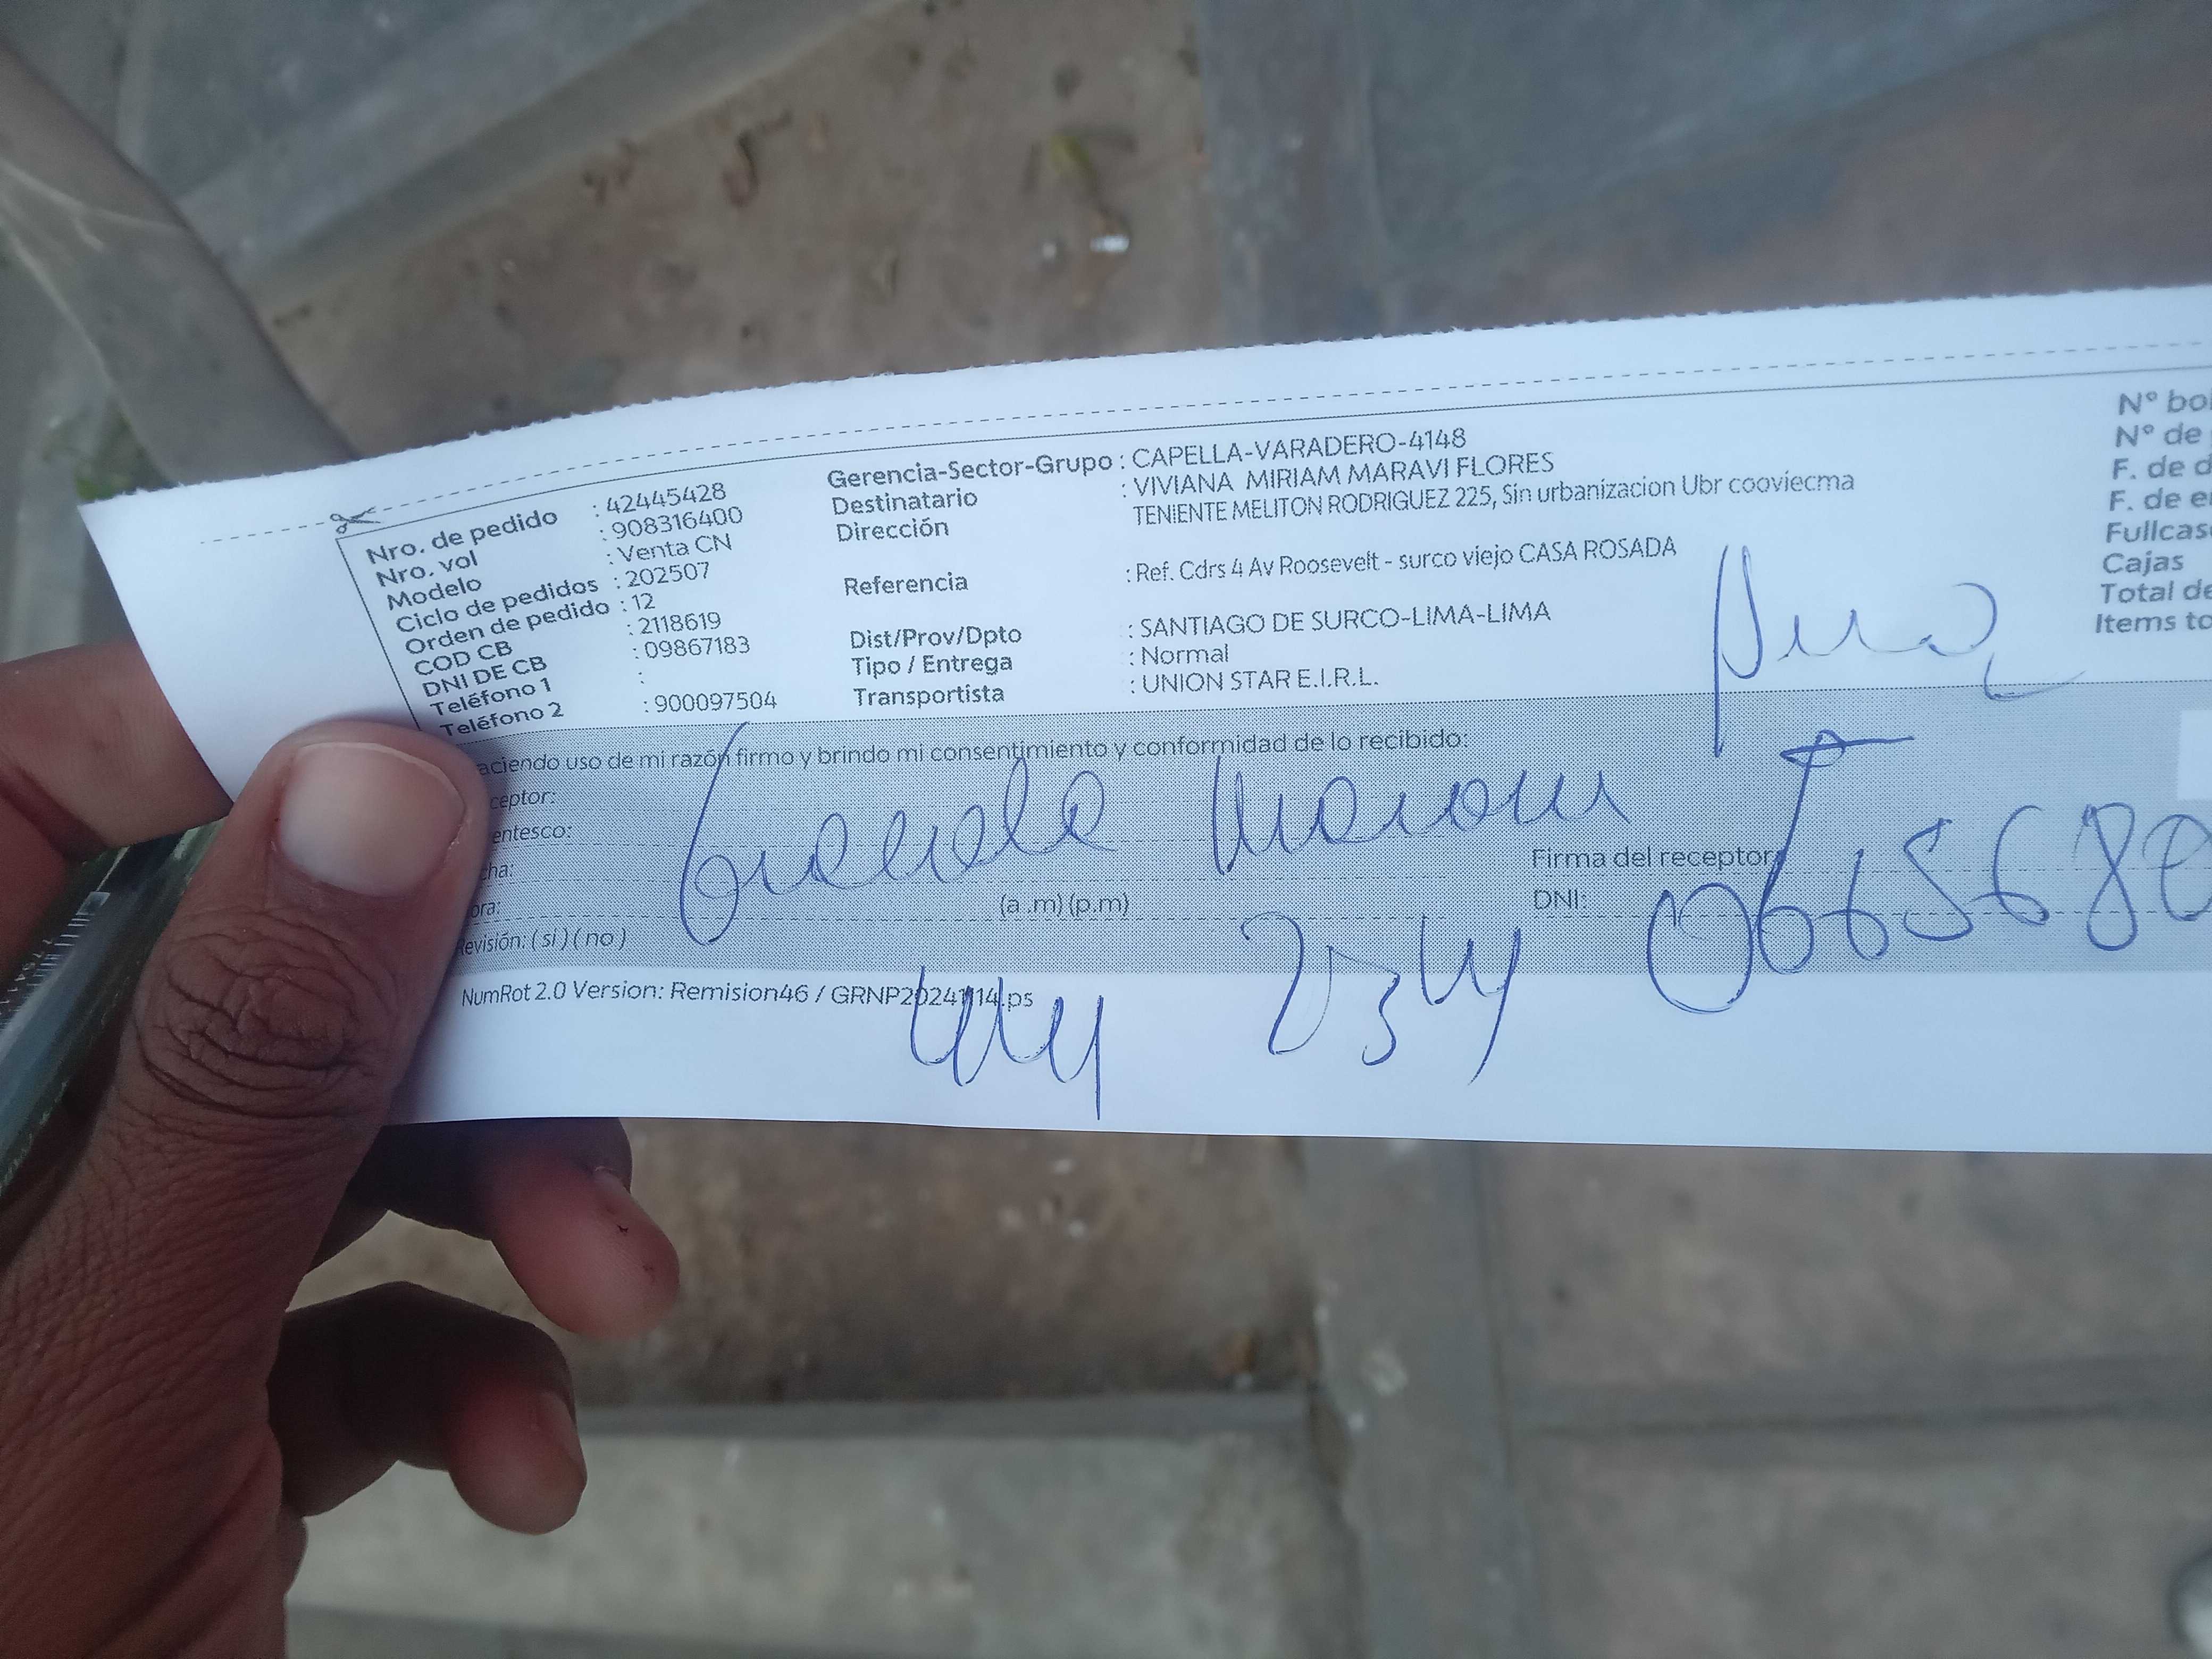 Nro. de pedido : 42445428
Nro. vol : 908316400
Modelo : Venta CN
Ciclo de pedidos : 202507
Orden de pedido : 12
COD CB : 2118619
DNI DE CB : 09867183
Teléfono 1 :
Teléfono 2 : 900097504
Gerencia-Sector-Grupo : CAPELLA-VARADERO-4148
Destinatario : VIVIANA MIRIAM MARAVI FLORES
Dirección TENIENTE MELITON RODRIGUEZ 225, Sin urbanizacion Ubr cooviecma
Referencia : Ref. Cdrs 4 Av Roosevelt - surco viejo CASA ROSADA
Dist/Prov/Dpto : SANTIAGO DE SURCO-LIMA-LIMA
Tipo / Entrega : Normal
Transportista : UNION STAR E.I.R.L.
N° bol
N° de
F. de d
F. de e
Fullcas
Cajas
Total de
Items to
aciendo uso de mi razón firmo y brindo mi consentimiento y conformidad de lo recibido:
ceptor:
entesco:
cha:
ora: (a .m) (p.m)
Revisión: ( si ) ( no )
Firma del receptor
DNI:
NumRot 2.0 Version: Remision46 / GRNP20241114.ps